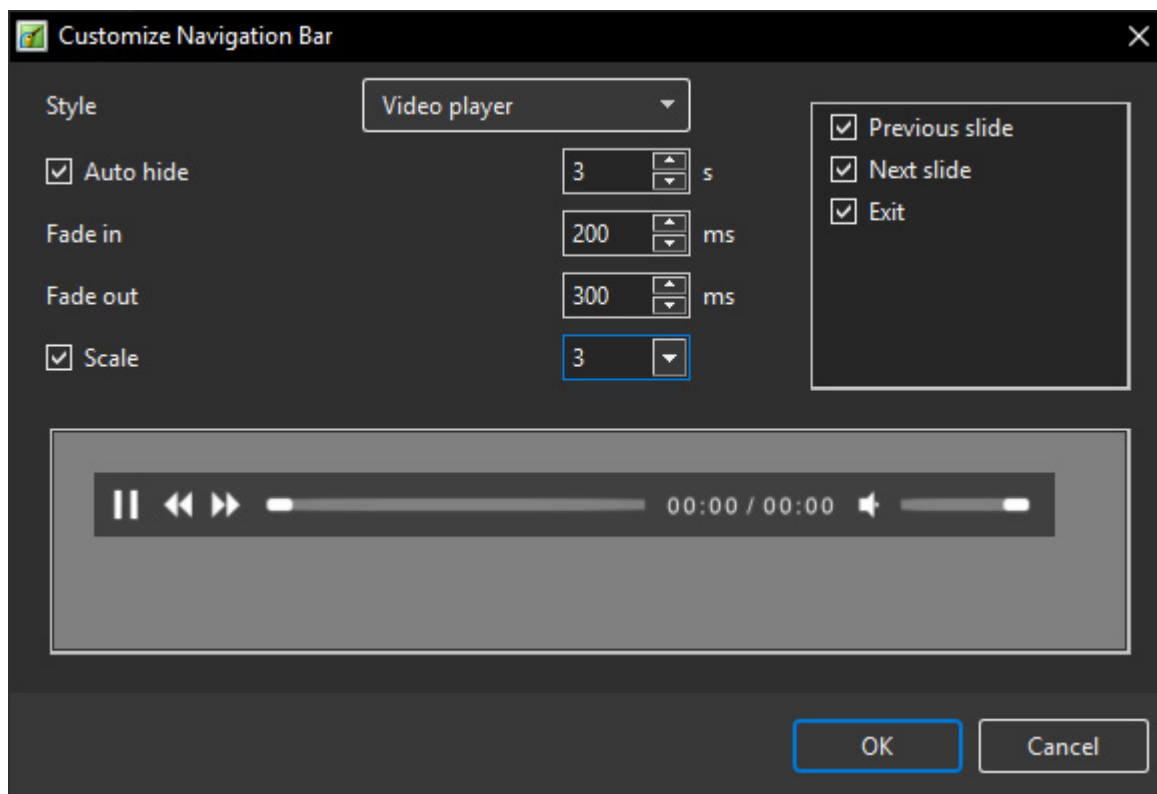 Customize Navigation Bar
Style
Video player
Auto hide
3
s
Fade in
200
ms
Fade out
300
ms
Scale
3
Previous slide
Next slide
Exit
00:00 / 00:00
OK
Cancel